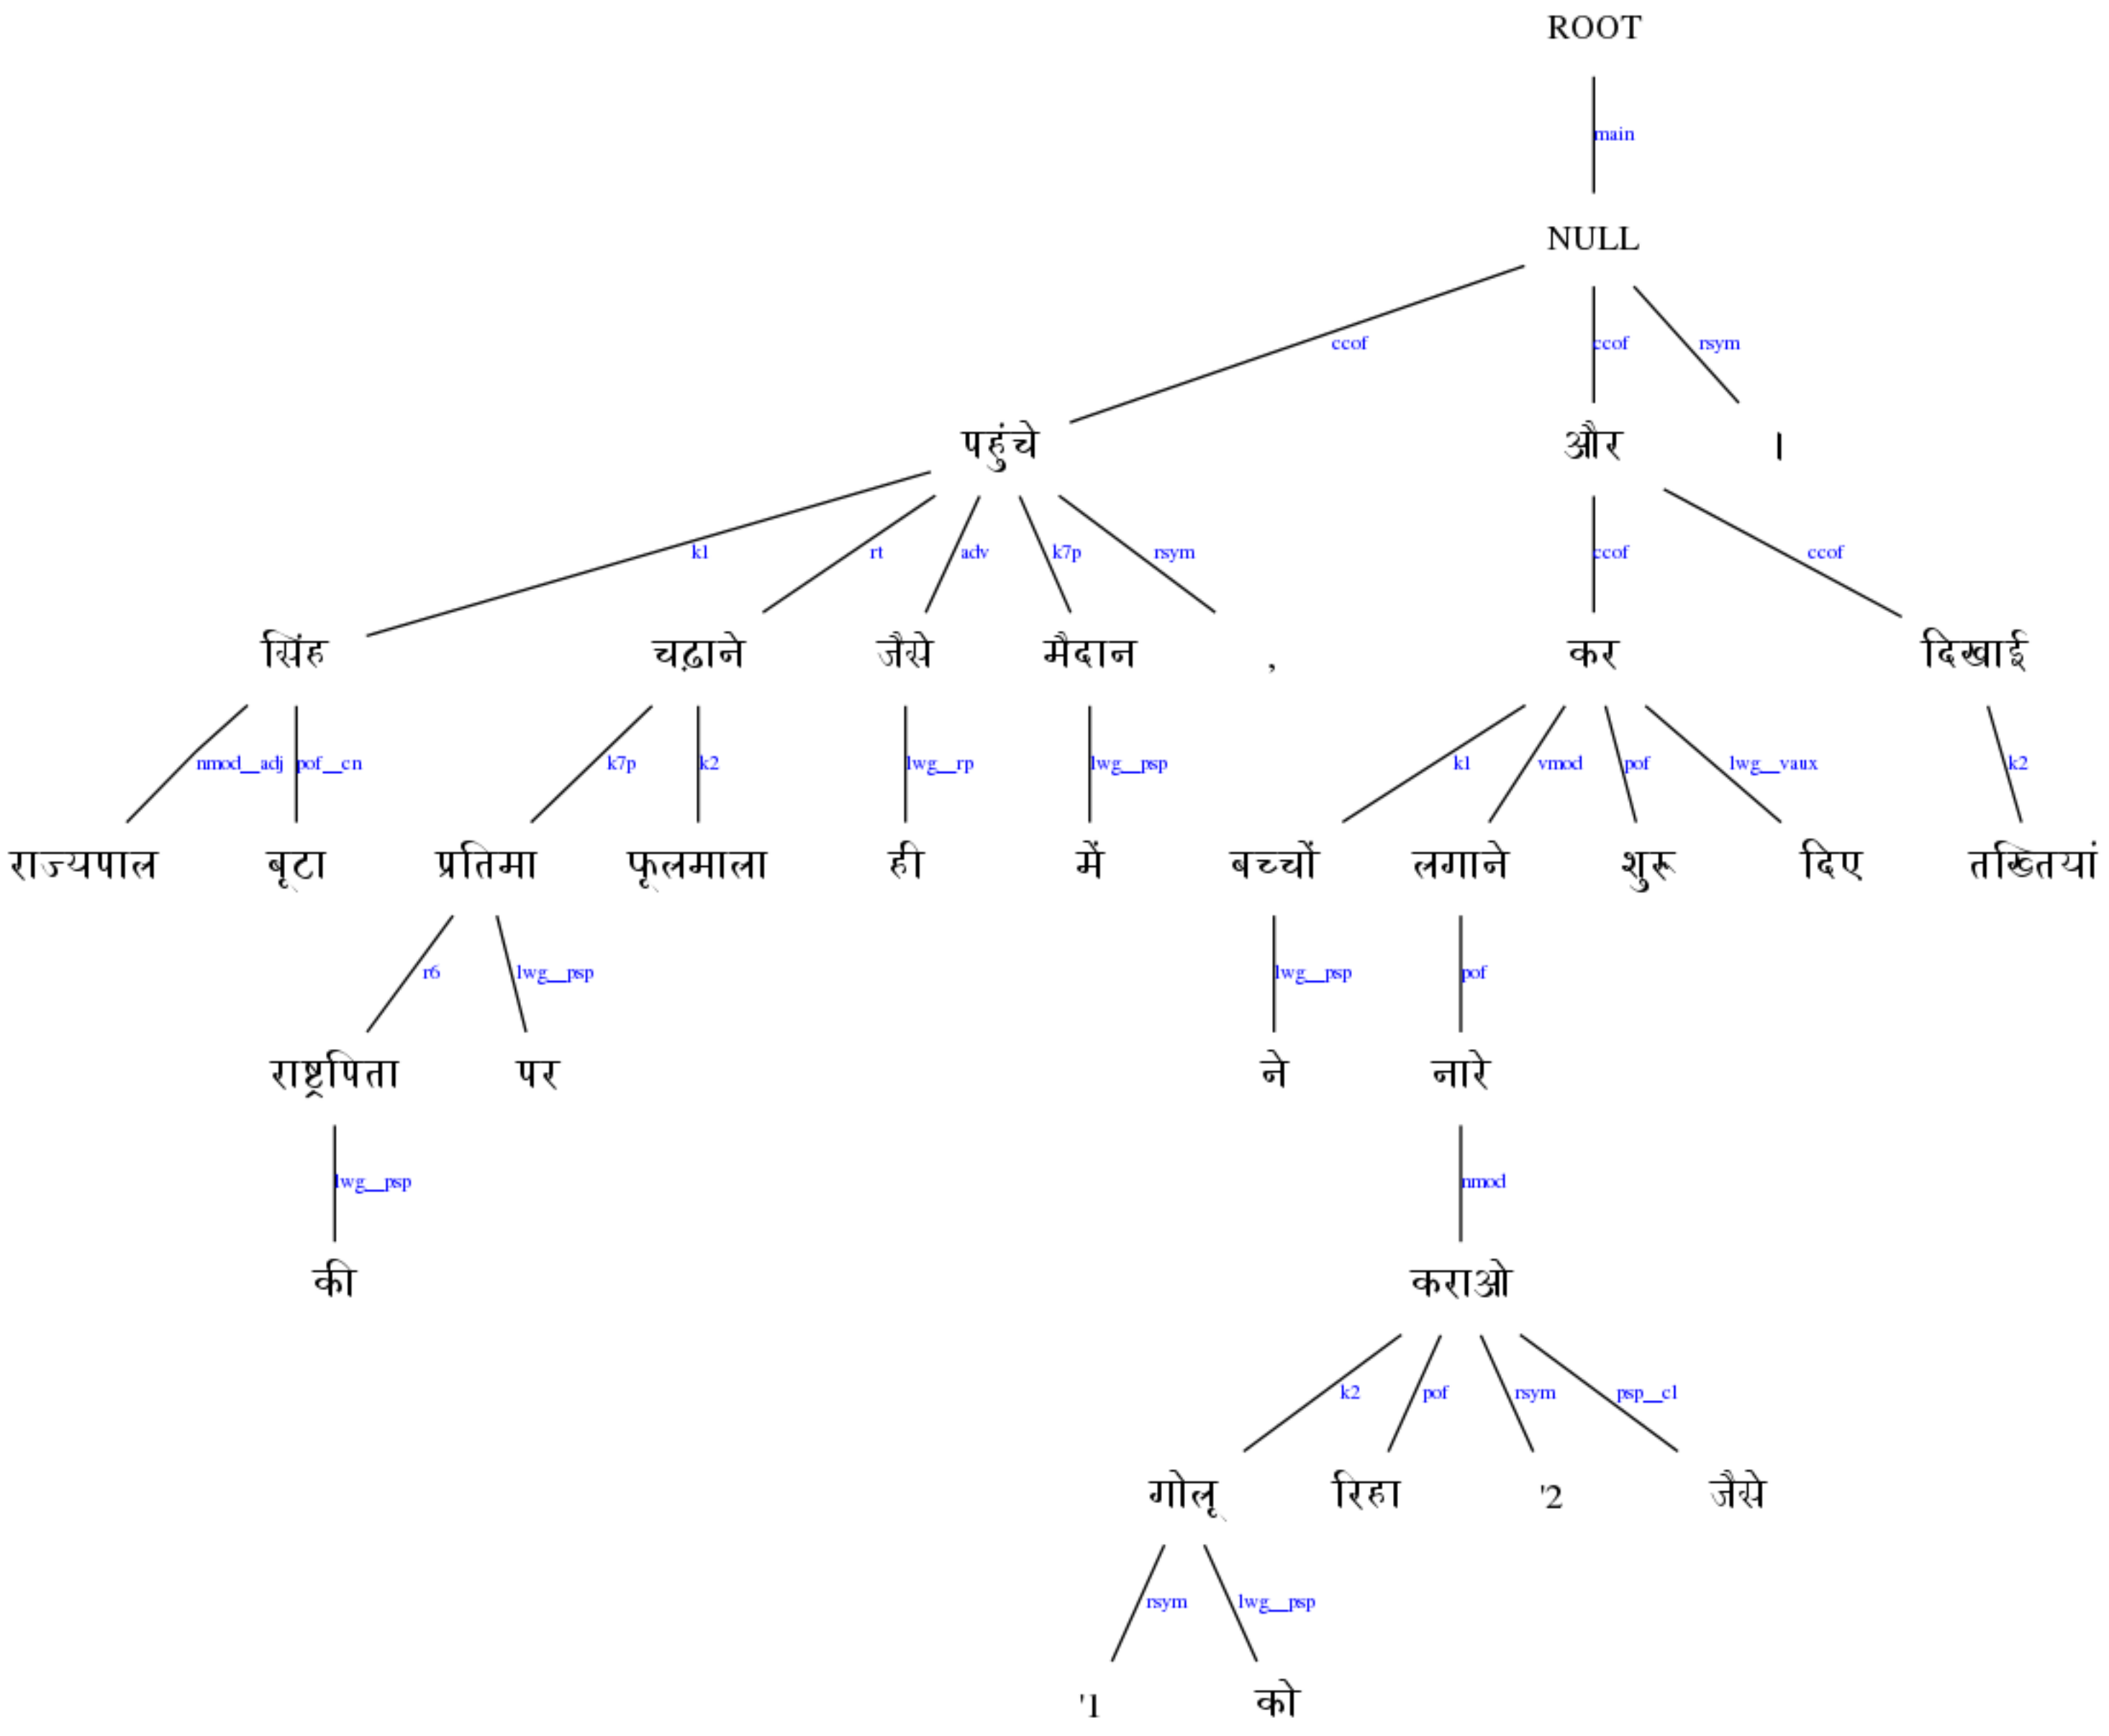 ROOT
main
NULL
ccof ccof rsym
पहुंचे और ।
k1 rt adv k7p rsym ccof ccof
सिंह चढ़ाने जैसे मैदान , कर दिखाई
nmod__adj pof__cn k7p k2 lwg__rp lwg__psp k1 vmod pof lwg__vaux k2
राज्यपाल बूटा प्रतिमा फूलमाला ही में बच्चों लगाने शुरू दिए तख्तियां
r6 lwg__psp lwg__psp pof
राष्ट्रपिता पर ने नारे
lwg__psp nmod
की कराओ
k2 pof rsym psp__cl
गोलू रिहा '2 जैसे
rsym lwg__psp
'1 को